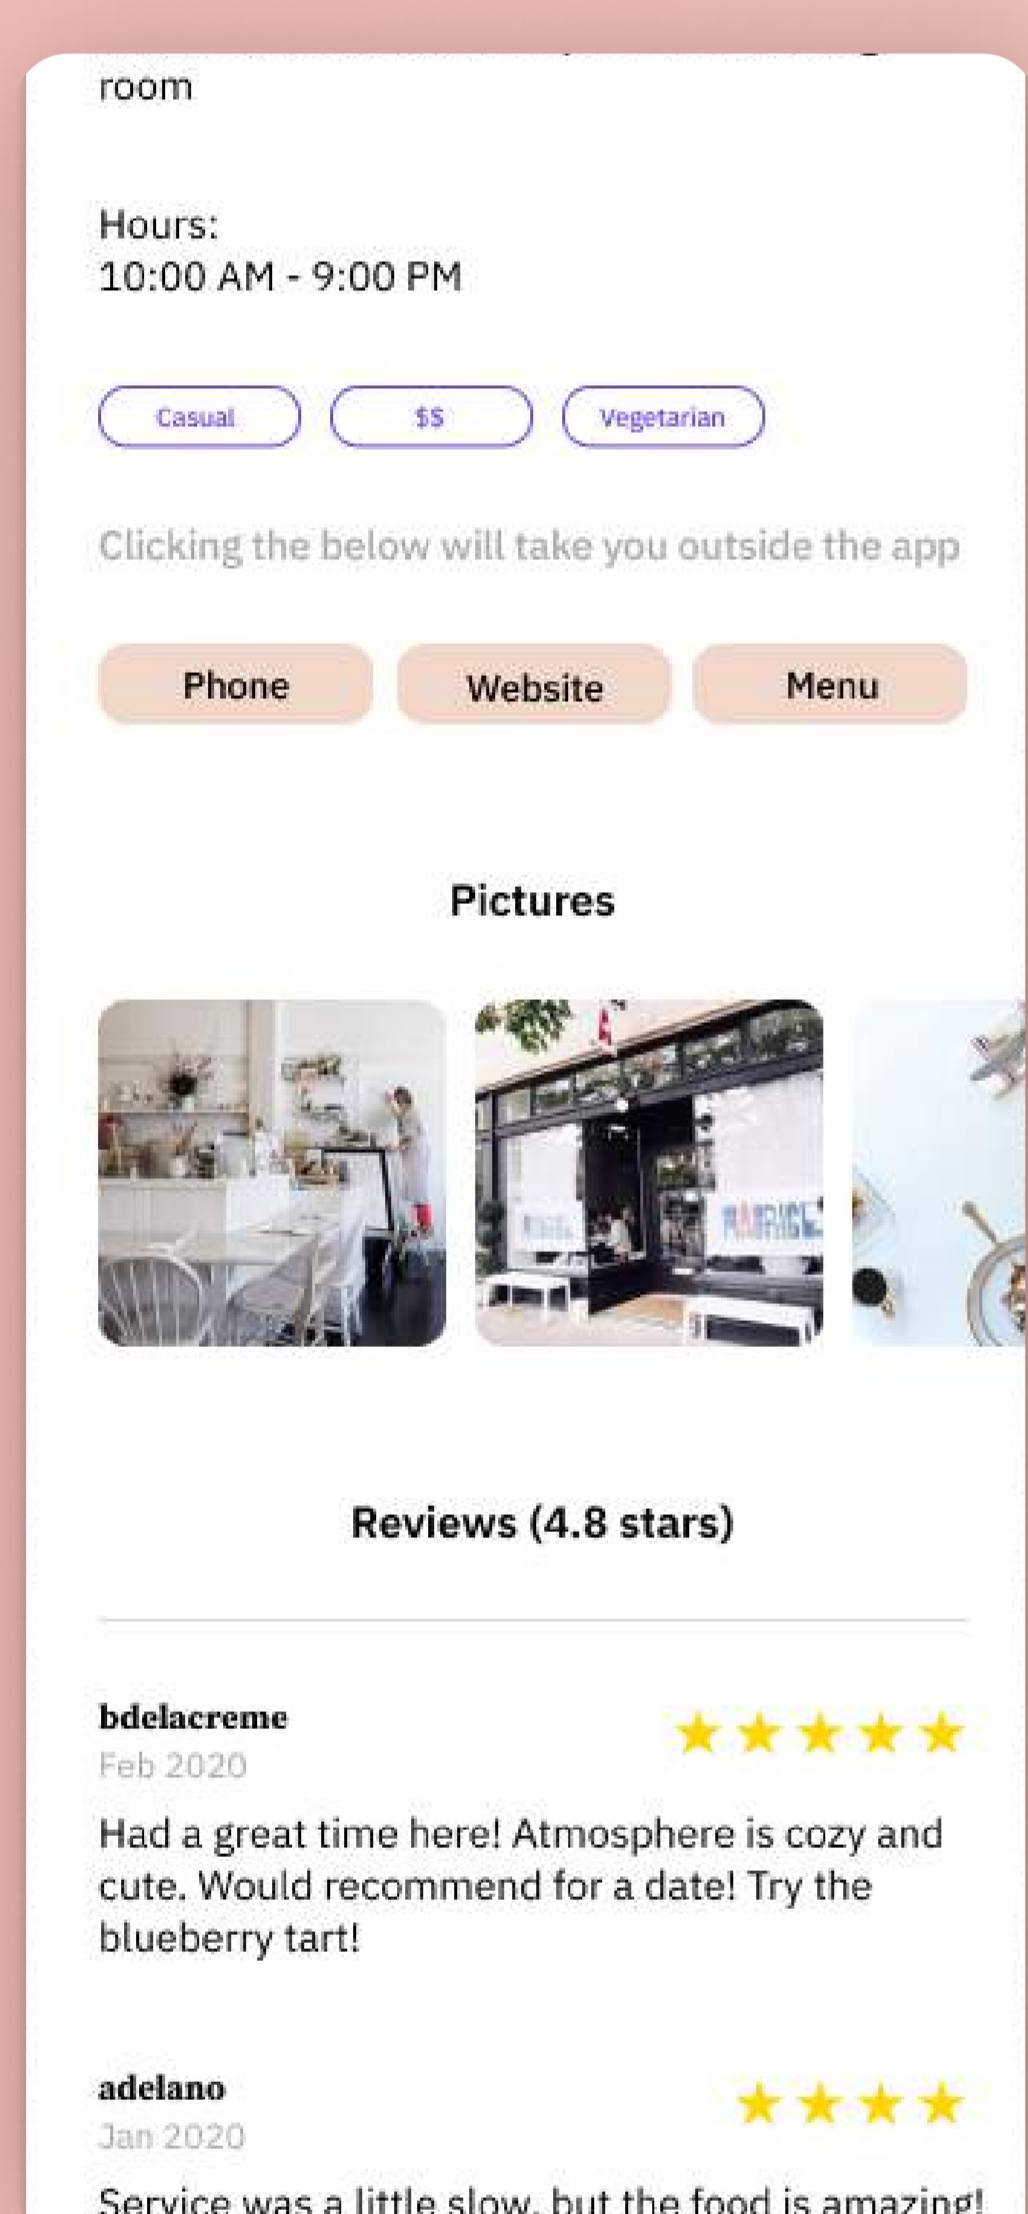 room
Hours:
10:00 AM - 9:00 PM
Casual
$$
Vegetarian
Clicking the below will take you outside the app
Phone
Website
Menu
Pictures
Reviews (4.8 stars)
bdelacreme
★★★★★
Feb 2020
Had a great time here! Atmosphere is cozy and
cute. Would recommend for a date! Try the
blueberry tart!
adelano
★★★★
Jan 2020
Service was a little slow, but the food is amazing!